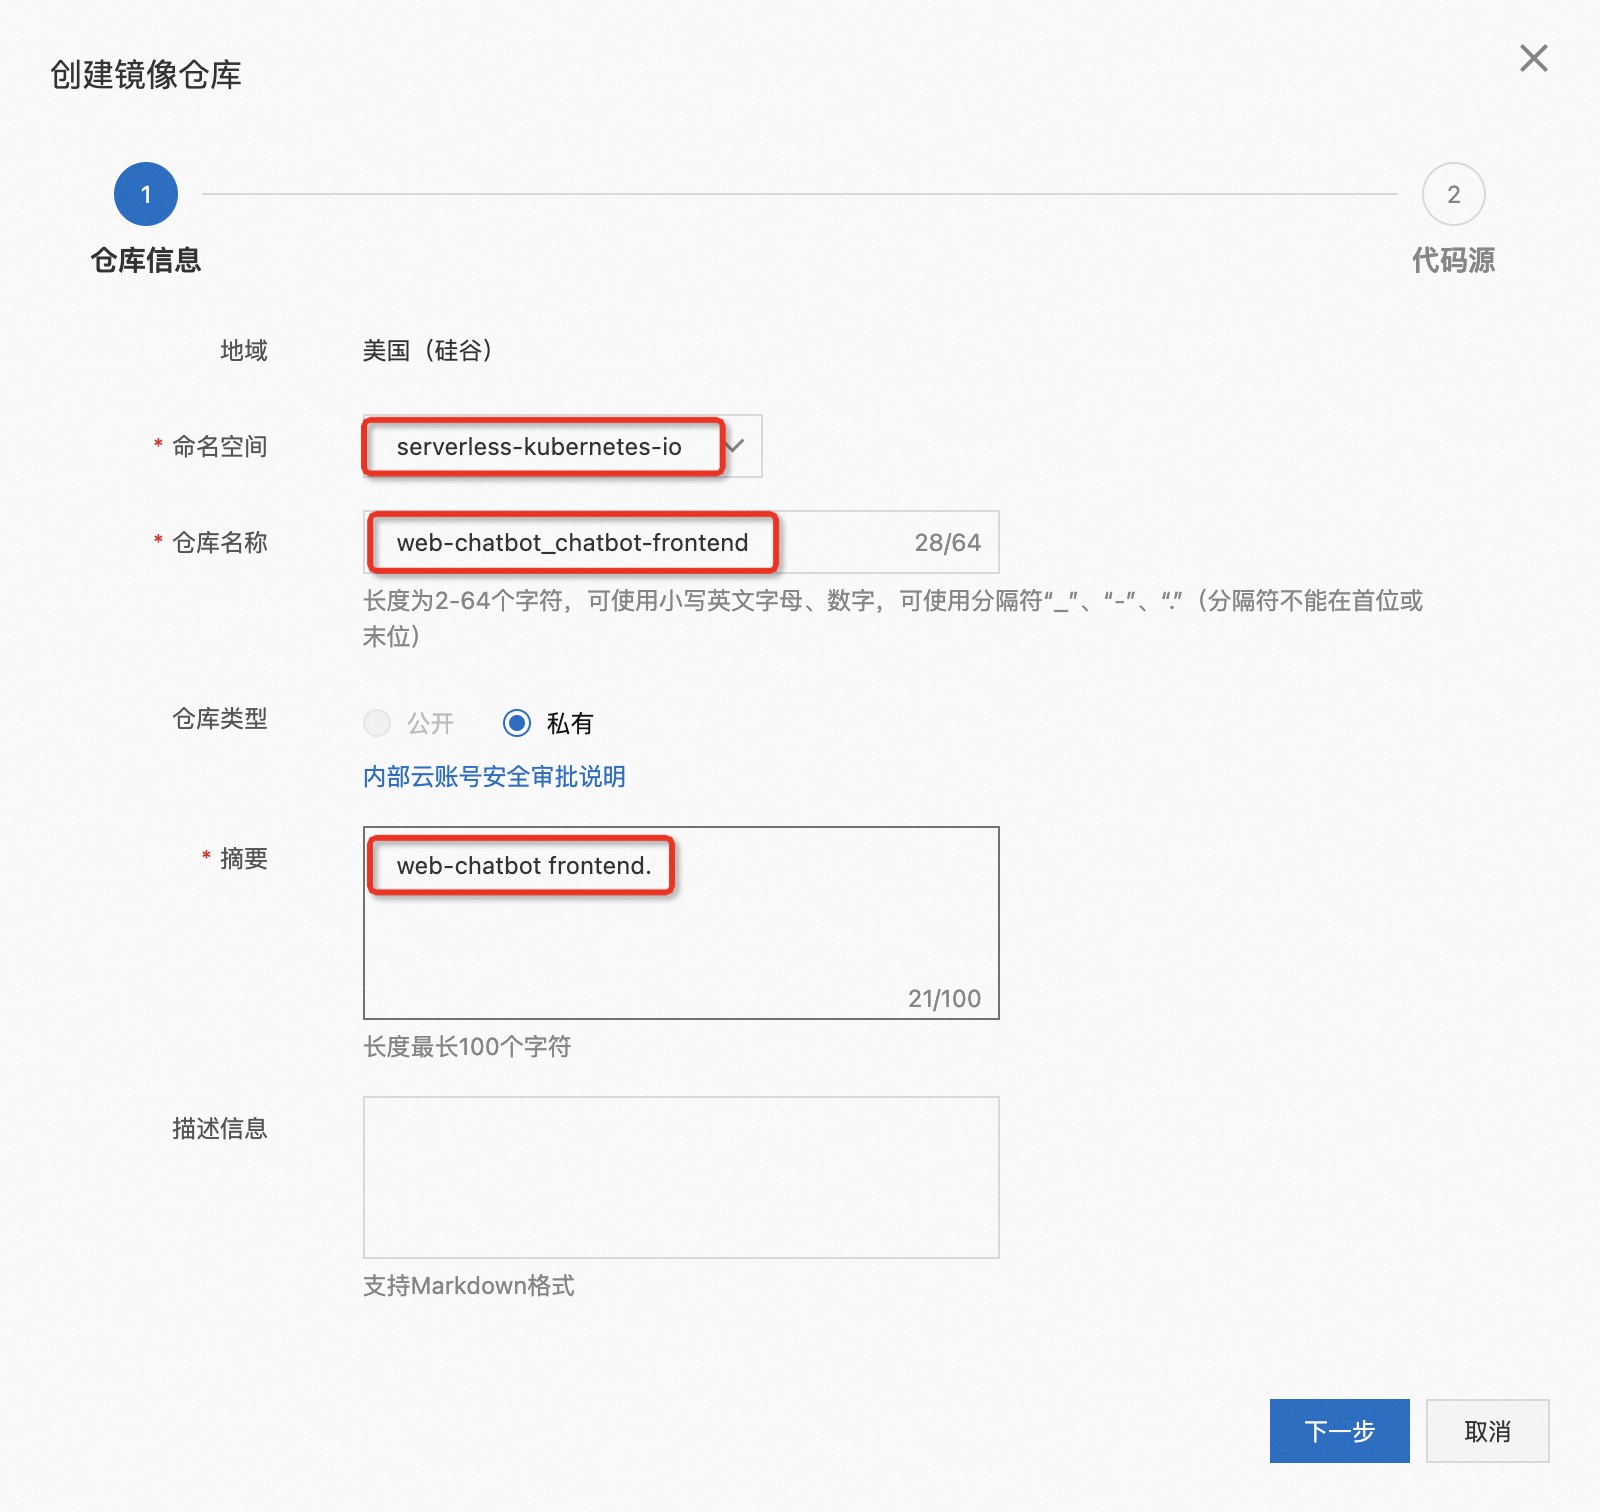 创建镜像仓库
1
2
仓库信息
代码源
地域
美国（硅谷）
* 命名空间
serverless-kubernetes-io
* 仓库名称
web-chatbot_chatbot-frontend
28/64
长度为2-64个字符，可使用小写英文字母、数字，可使用分隔符“_”、“-”、“.”（分隔符不能在首位或
末位）
仓库类型
公开
私有
内部云账号安全审批说明
* 摘要
web-chatbot frontend.
21/100
长度最长100个字符
描述信息
支持Markdown格式
下一步
取消